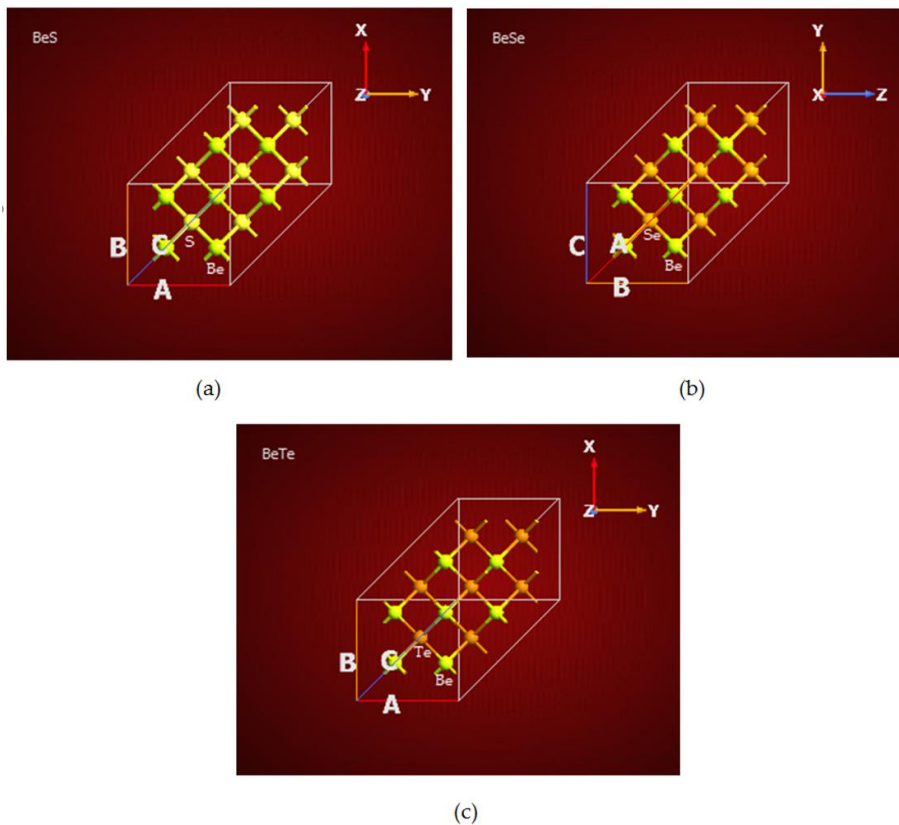 BeS
X
Z Y
B C S
Be
A
(a)
BeSe
Y
X Z
C A Se
Be
B
(b)
BeTe
X
Z Y
B C Te
Be
A
(c)